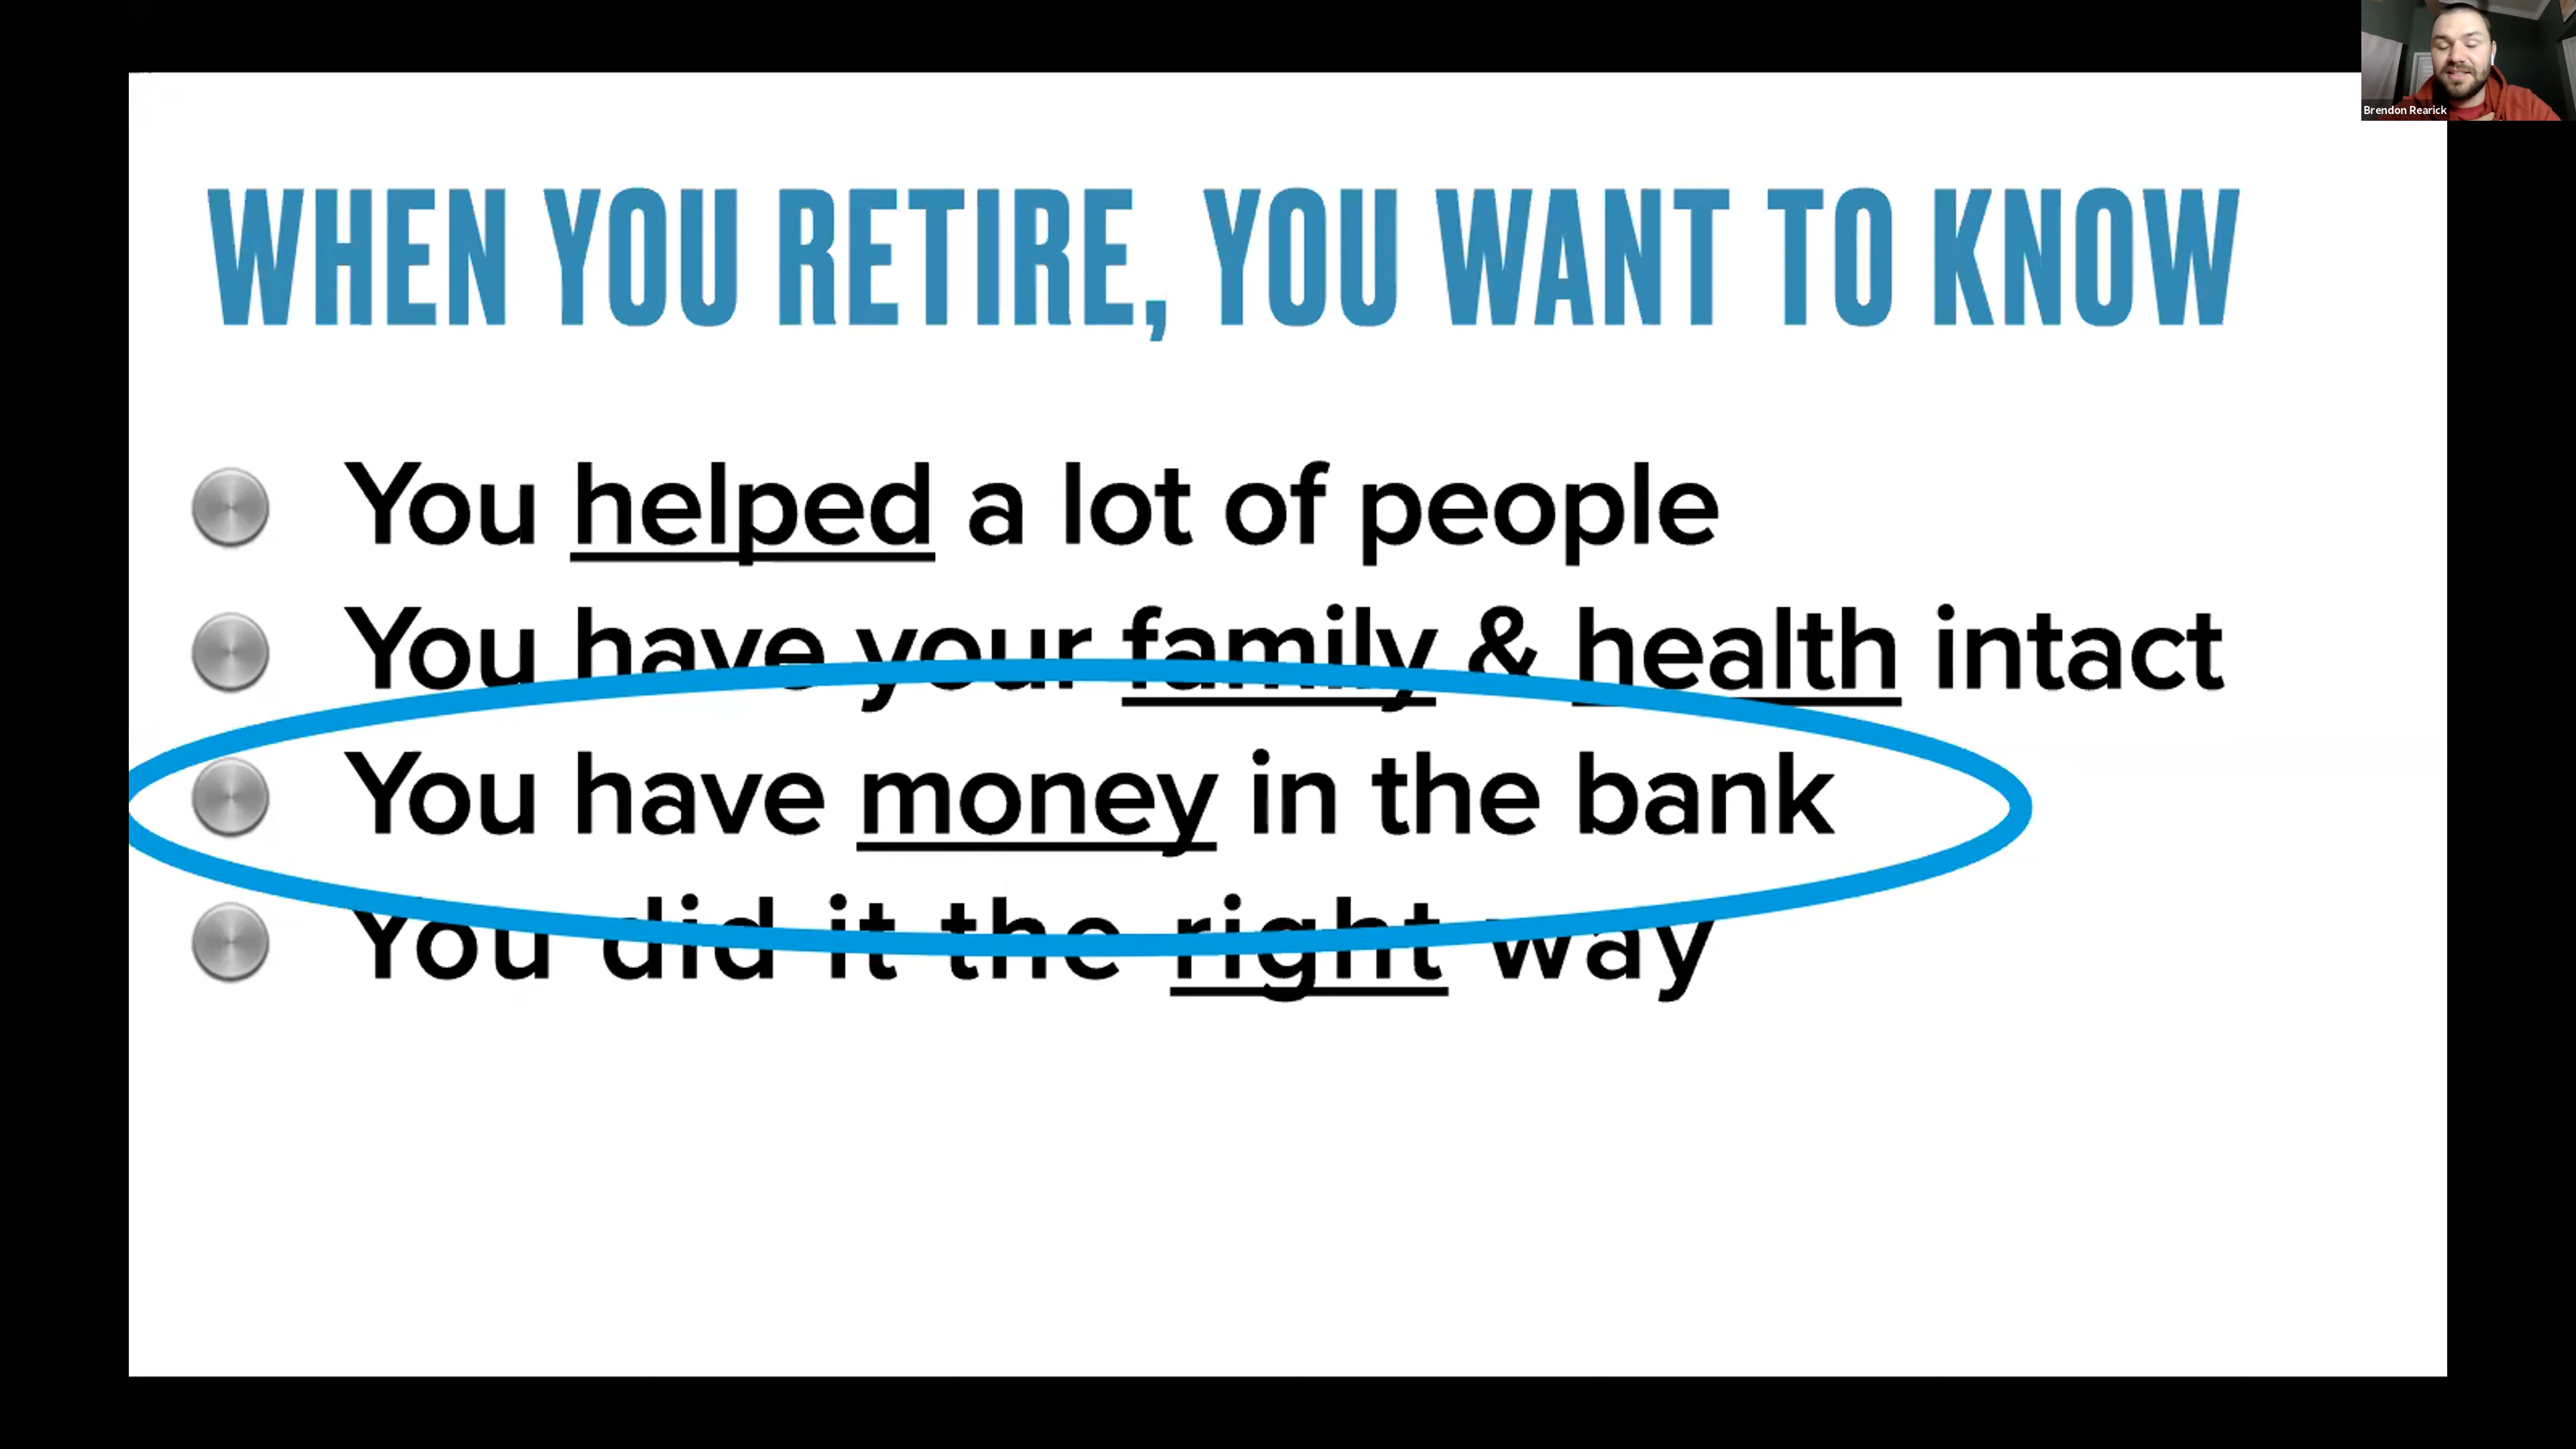 Brendon Rearick
WHEN YOU RETIRE, YOU WANT TO KNOW
You helped a lot of people
You have your family & health intact
You have money in the bank
You did it the right way